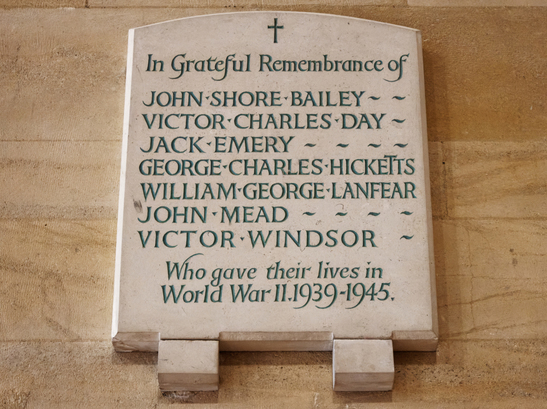 In Grateful Remembrance of
JOHN·SHORE·BAILEY ~ ~
VICTOR·CHARLES·DAY ~
JACK·EMERY ~ ~ ~ ~
GEORGE·CHARLES·HICKETTS
WILLIAM·GEORGE·LANFEAR
JOHN·MEAD ~ ~ ~ ~
VICTOR·WINDSOR ~
Who gave their lives in
World War II. 1939-1945.